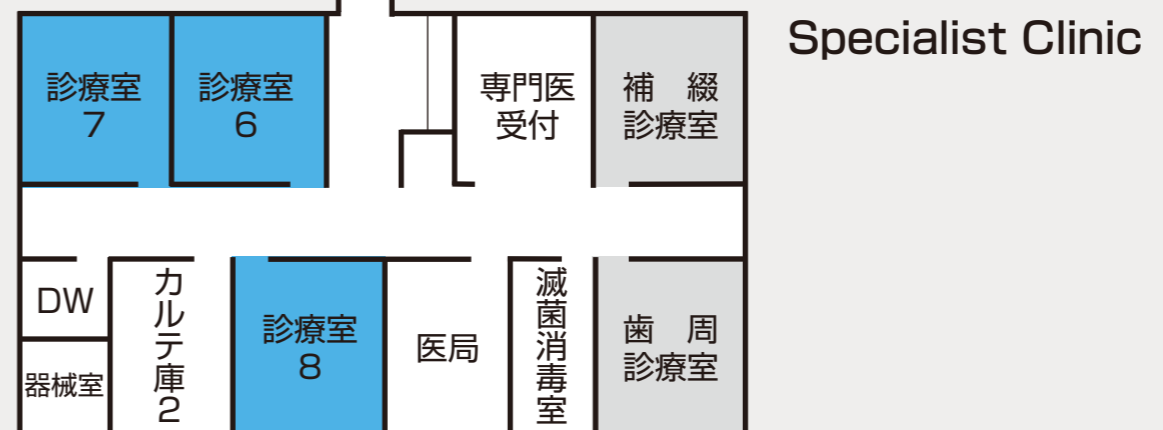 Specialist Clinic
診療室
7
診療室
6
専門医
受付
補 綴
診療室
DW
器械室
カルテ庫2
診療室
8
医局
滅菌消毒室
歯 周
診療室